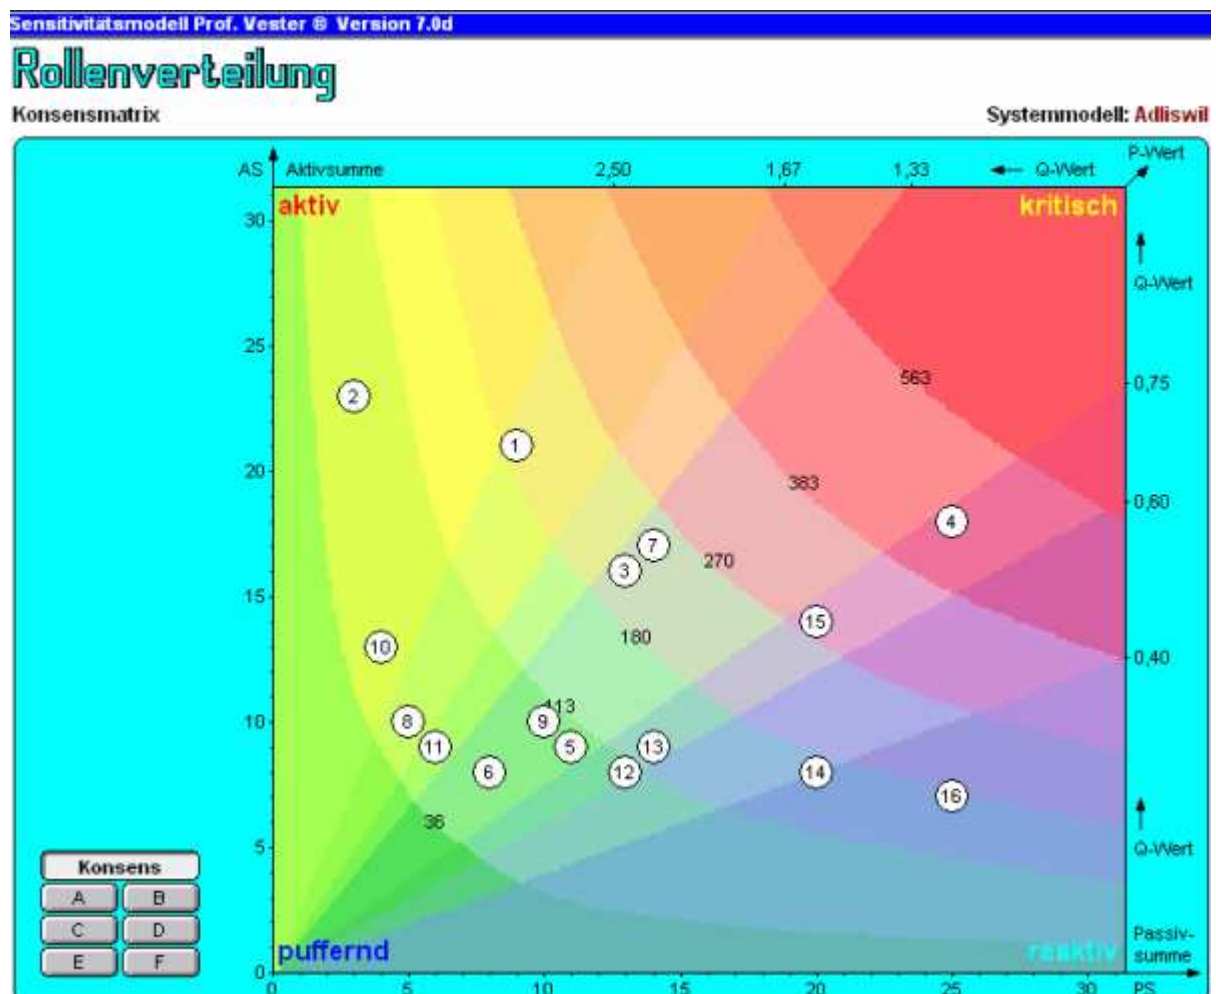 Sensitivitätsmodell Prof. Vester ® Version 7.0d
Rollenverteilung
Konsensmatrix
Systemmodell: Adliswil
AS Aktivsumme 2,50 1,67 1,33 Q-Wert P-Wert
aktiv kritisch
30
Q-Wert
25
563
0,75
2
1
20
383
0,60
4
7
270
3
15
15
180
10
0,40
113
10
8
9
11
5
13
6
12
14
16
36
5
Q-Wert
Konsens
A B
C D
E F
puffernd reaktiv
Passiv-
summe
0
0 5 10 15 20 25 30 PS